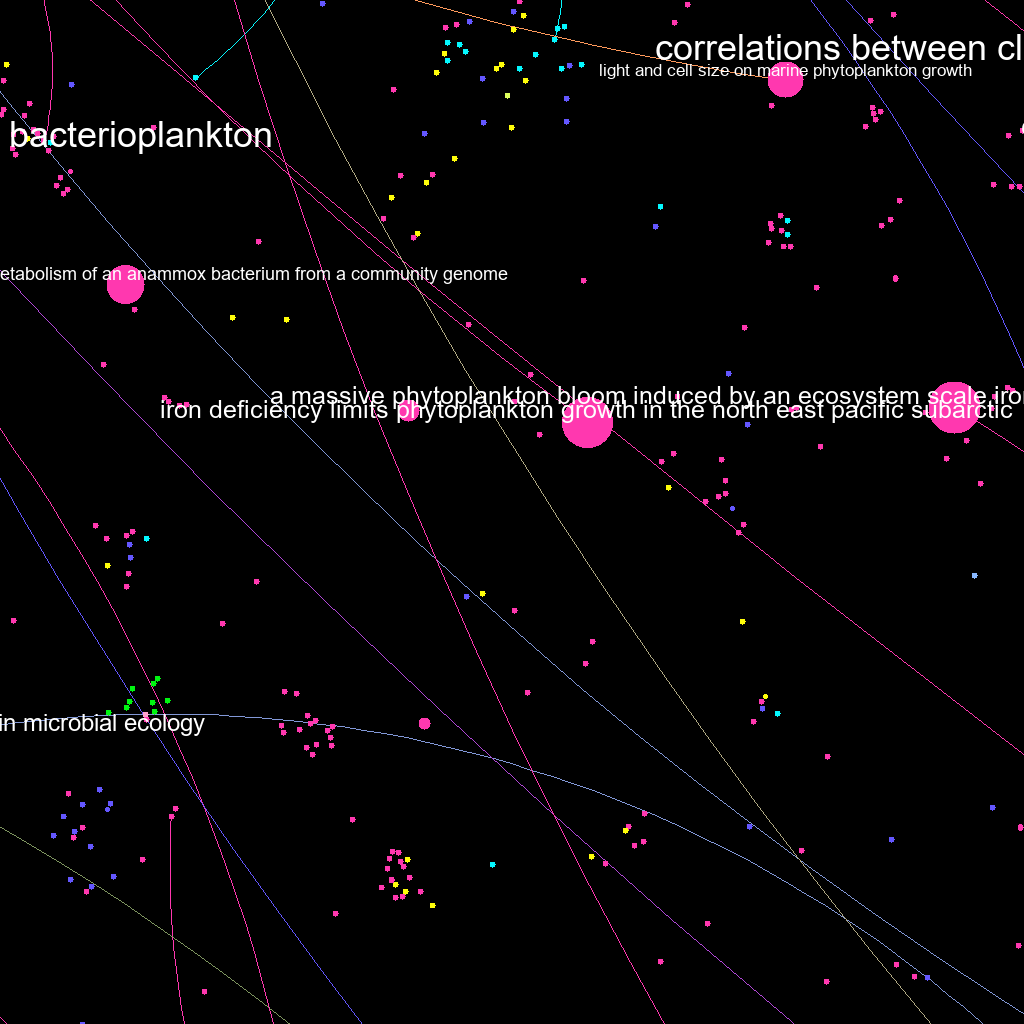 correlations between cl
light and cell size on marine phytoplankton growth
bacterioplankton
etabolism of an anammox bacterium from a community genome
a massive phytoplankton bloom induced by an ecosystem scale iro
iron deficiency limits phytoplankton growth in the north east pacific subarctic
in microbial ecology